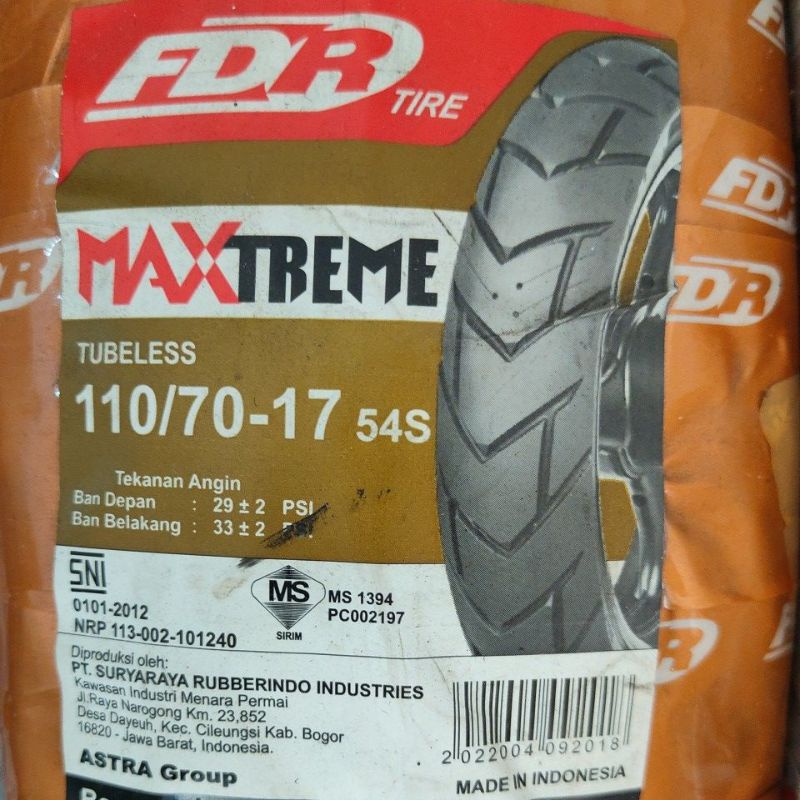 FDR TIRE
FDR
FDR
FDR
FDR
MAXTREME
TUBELESS
110/70-17 54S
Tekanan Angin
Ban Depan : 29 ± 2 PSI
Ban Belakang : 33 ± 2 PSI
SNI
0101-2012
NRP 113-002-101240
MS
SIRIM
MS 1394
PC002197
Diproduksi oleh:
PT. SURYARAYA RUBBERINDO INDUSTRIES
Kawasan Industri Menara Permai
Jl.Raya Narogong Km. 23,852
Desa Dayeuh, Kec. Cileungsi Kab. Bogor
16820 - Jawa Barat, Indonesia.
ASTRA Group
2 022004 092018
MADE IN INDONESIA